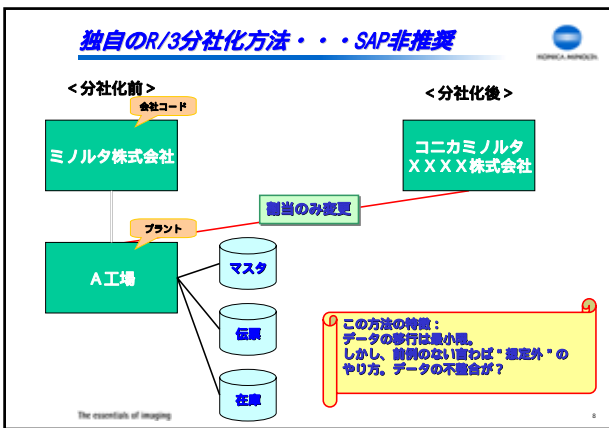 独自のR/3分社化方法・・・SAP非推奨
KONICA MINOLTA
＜分社化前＞
＜分社化後＞
会社コード
ミノルタ株式会社
コニカミノルタ
ＸＸＸＸ株式会社
割当のみ変更
プラント
Ａ工場
マスタ
伝票
在庫
この方法の特徴：
データの移行は最小限。
しかし、前例のない言わば"想定外"の
やり方。データの不整合が？
The essentials of imaging
8